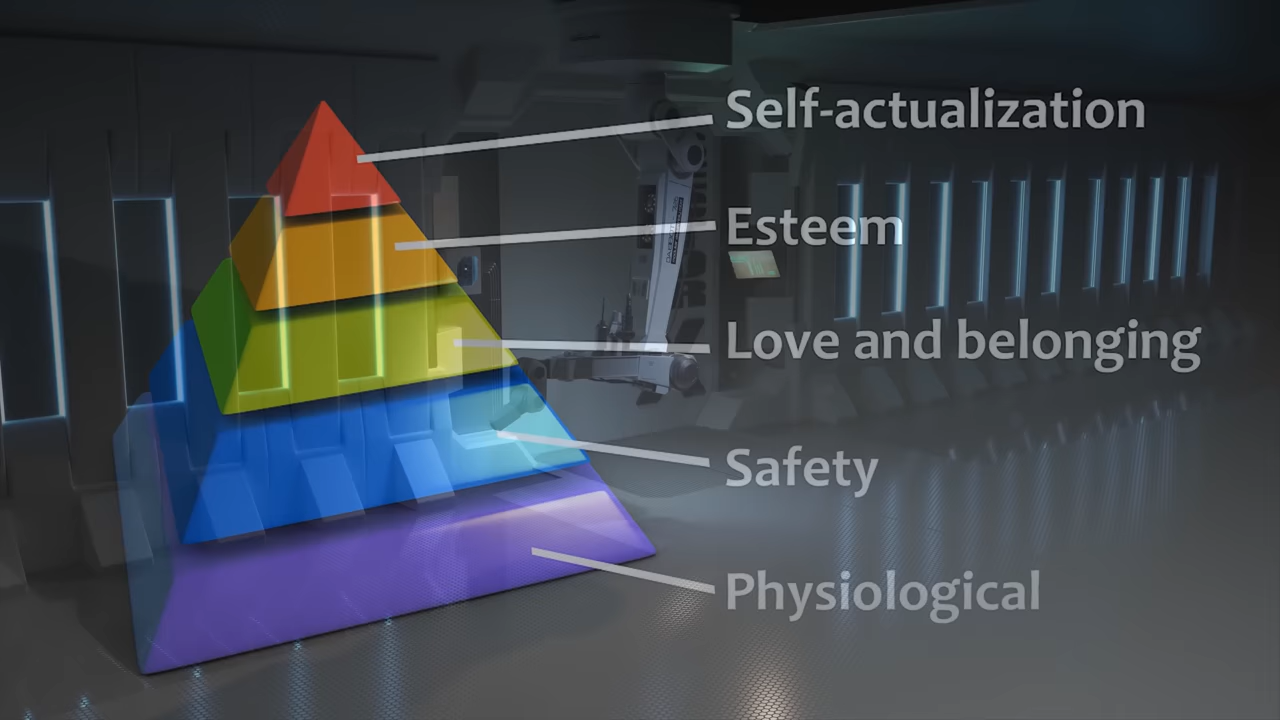 Self-actualization
Esteem
Love and belonging
Safety
Physiological